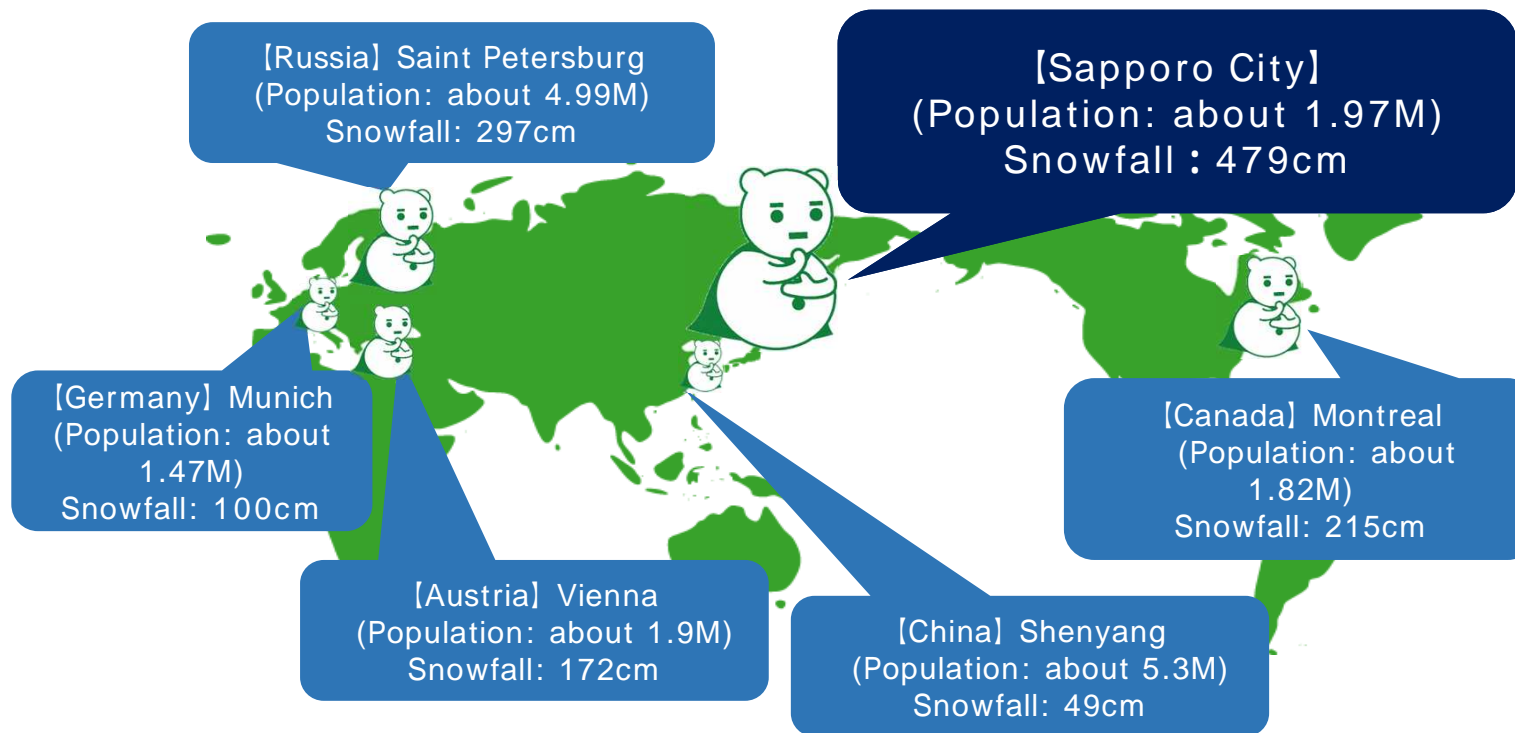 【Russia】Saint Petersburg
(Population: about 4.99M)
Snowfall: 297cm
【Sapporo City】
(Population: about 1.97M)
Snowfall：479cm
【Germany】Munich
(Population: about
1.47M)
Snowfall: 100cm
【Canada】Montreal
(Population: about
1.82M)
Snowfall: 215cm
【Austria】Vienna
(Population: about 1.9M)
Snowfall: 172cm
【China】Shenyang
(Population: about 5.3M)
Snowfall: 49cm